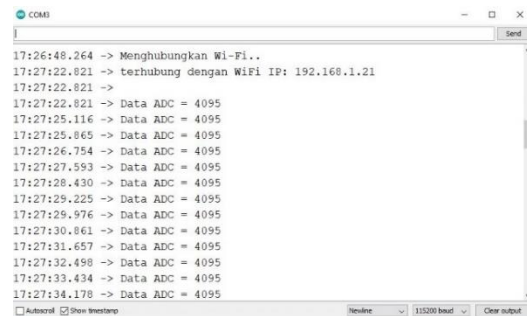 COM3
Send
17:26:48.264 -> Menghubungkan Wi-Fi..
17:27:22.821 -> terhubung dengan WiFi IP: 192.168.1.21
17:27:22.821 ->
17:27:22.821 -> Data ADC = 4095
17:27:25.116 -> Data ADC = 4095
17:27:25.865 -> Data ADC = 4095
17:27:26.754 -> Data ADC = 4095
17:27:27.593 -> Data ADC = 4095
17:27:28.430 -> Data ADC = 4095
17:27:29.225 -> Data ADC = 4095
17:27:29.976 -> Data ADC = 4095
17:27:30.861 -> Data ADC = 4095
17:27:31.657 -> Data ADC = 4095
17:27:32.498 -> Data ADC = 4095
17:27:33.434 -> Data ADC = 4095
17:27:34.178 -> Data ADC = 4095
Autoscroll Show timestamp Newline 115200 baud Clear output